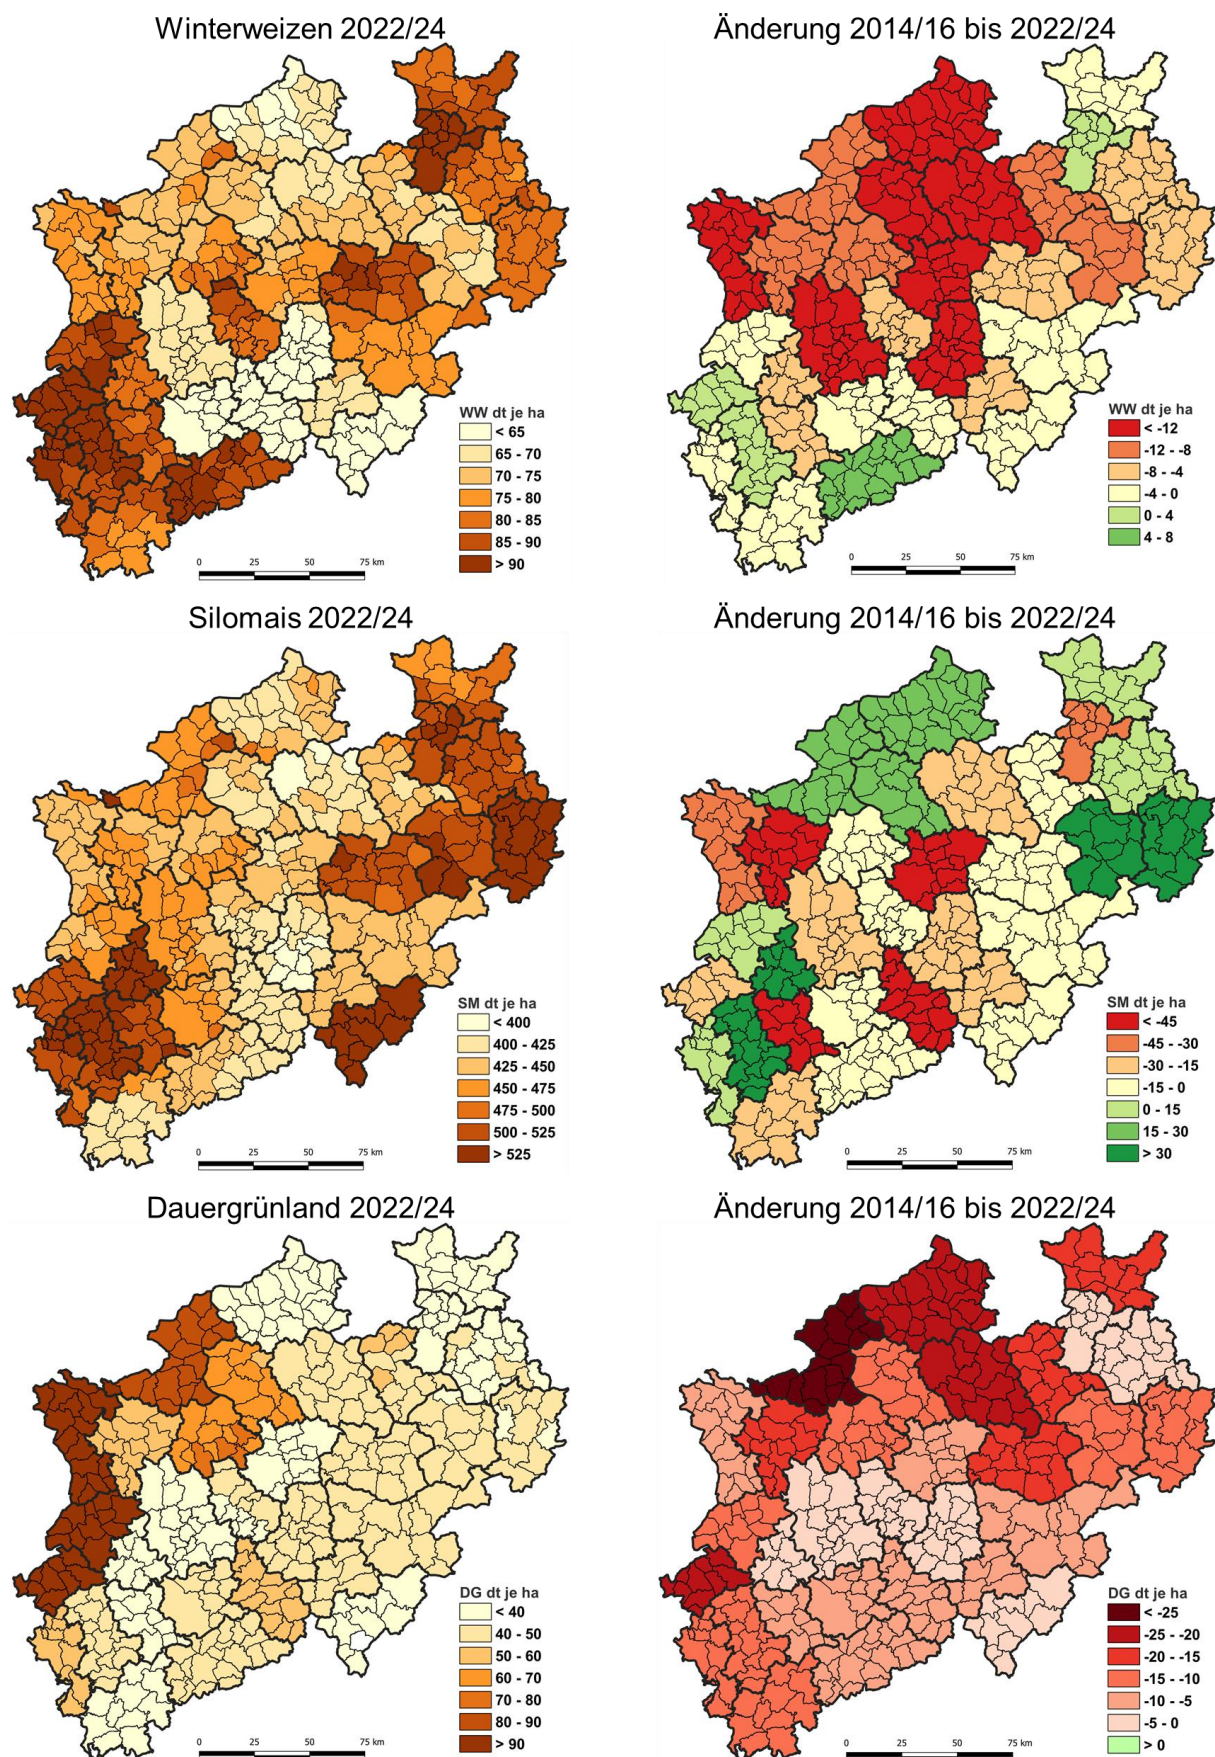 Winterweizen 2022/24
Änderung 2014/16 bis 2022/24
WW dt je ha
< 65
65 - 70
70 - 75
75 - 80
80 - 85
85 - 90
> 90
0 25 50 75 km
WW dt je ha
< -12
-12 - -8
-8 - -4
-4 - 0
0 - 4
4 - 8
0 25 50 75 km
Silomais 2022/24
Änderung 2014/16 bis 2022/24
SM dt je ha
< 400
400 - 425
425 - 450
450 - 475
475 - 500
500 - 525
> 525
0 25 50 75 km
SM dt je ha
< -45
-45 - -30
-30 - -15
-15 - 0
0 - 15
15 - 30
> 30
0 25 50 75 km
Dauergrünland 2022/24
Änderung 2014/16 bis 2022/24
DG dt je ha
< 40
40 - 50
50 - 60
60 - 70
70 - 80
80 - 90
> 90
0 25 50 75 km
DG dt je ha
< -25
-25 - -20
-20 - -15
-15 - -10
-10 - -5
-5 - 0
> 0
0 25 50 75 km